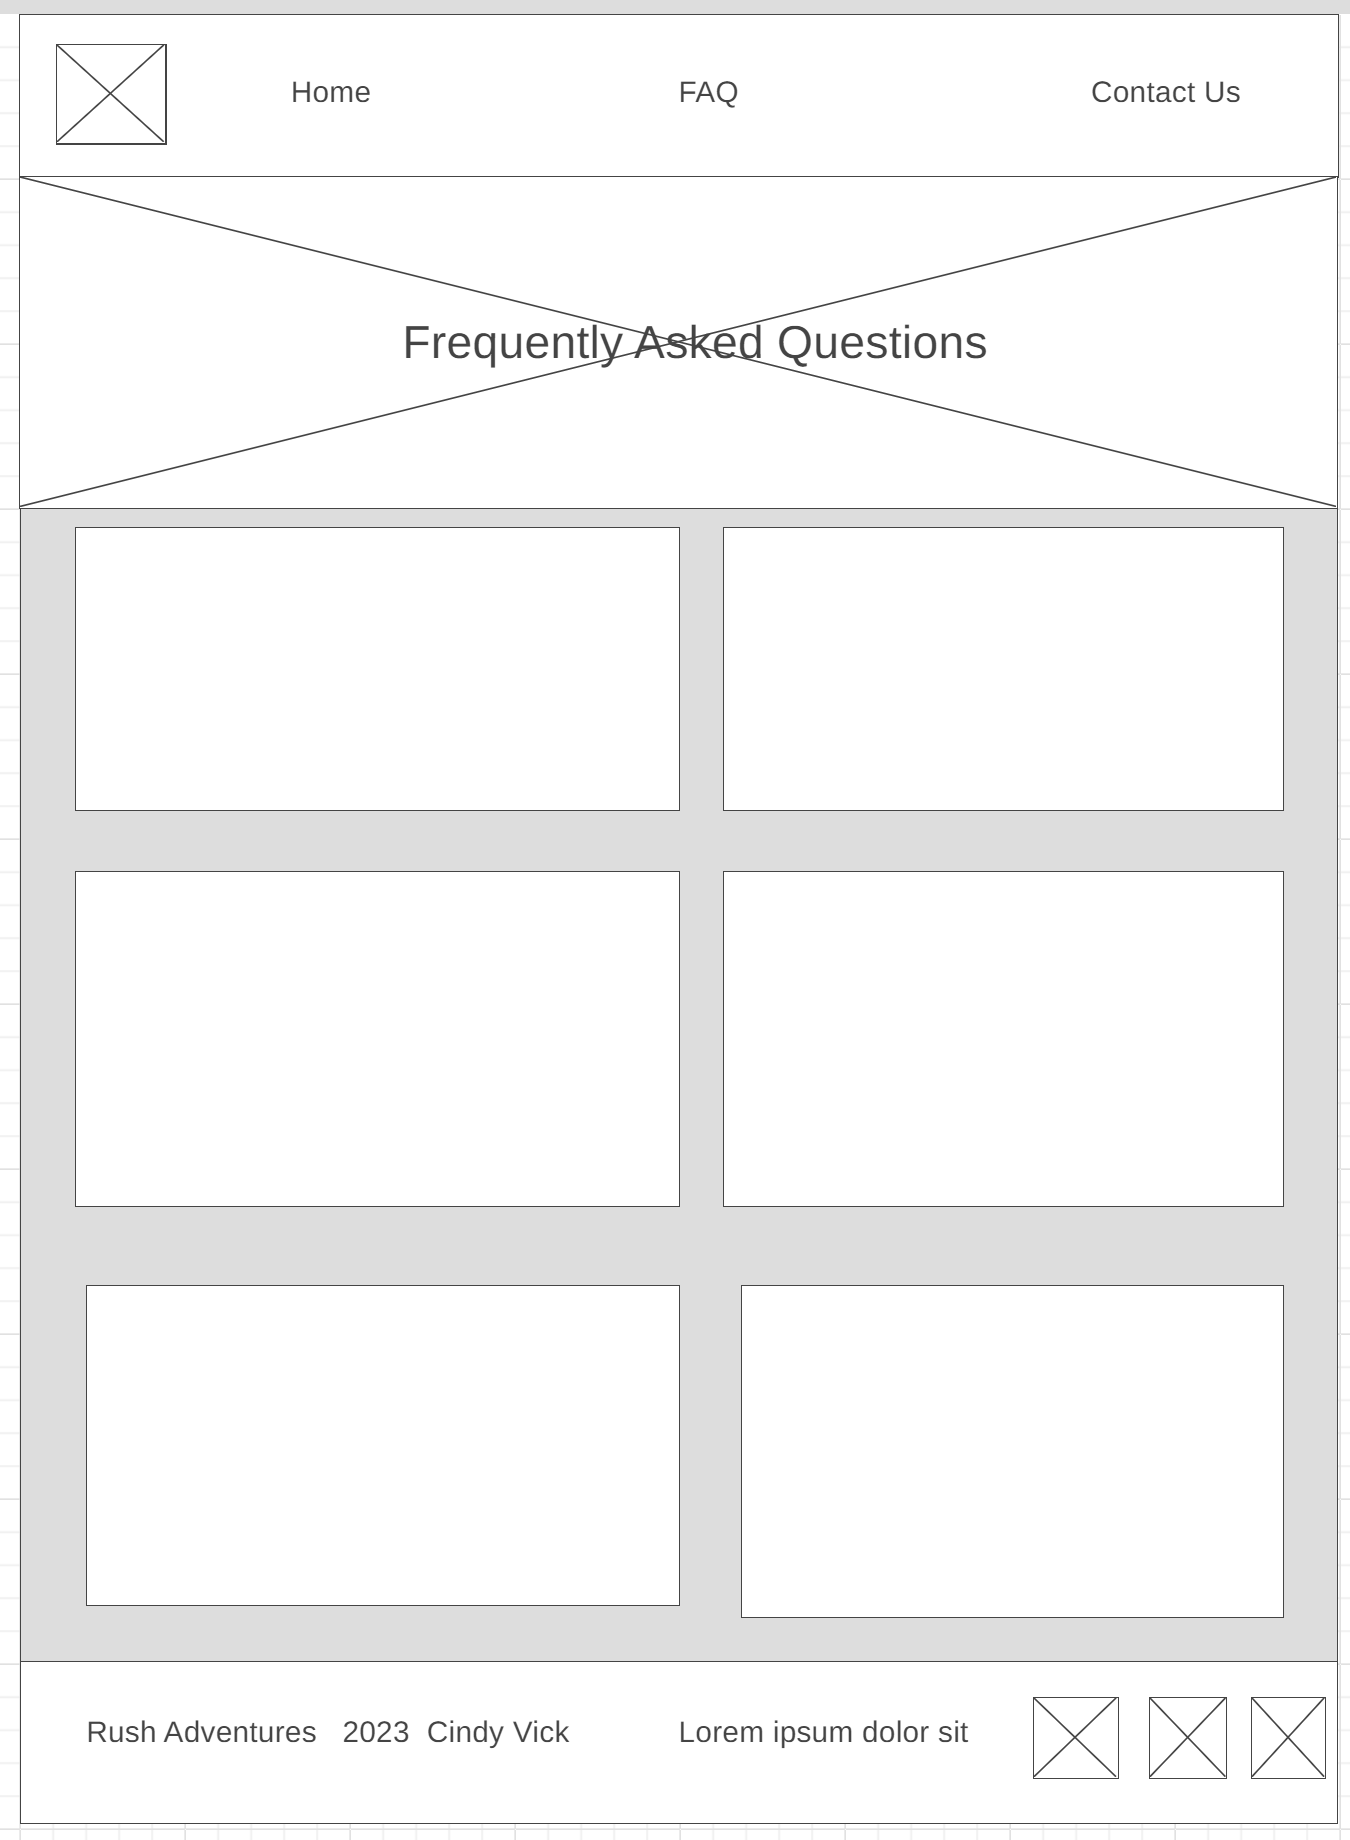 Home FAQ Contact Us
Frequently Asked Questions
Rush Adventures 2023 Cindy Vick Lorem ipsum dolor sit